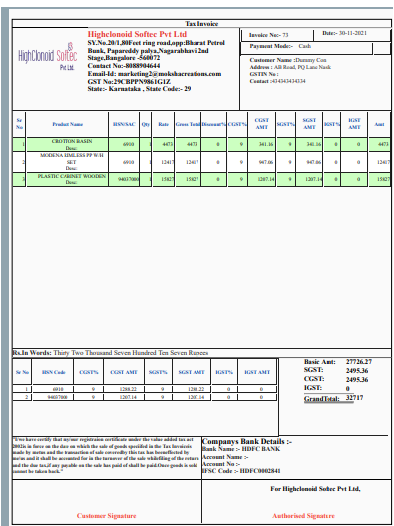 Tax Invoice
HighClonoid Softec
Pvt Ltd.
Highclonoid Softec Pvt Ltd
SY.No.20/1,80Feet ring road,opp:Bharat Petrol
Bunk, Papareddy palya,Nagarabhavi2nd
Stage,Bangalore -560072
Contact No:-8088904644
Email-Id: marketing2@mokshacreatons.com
GST No:29CBPPN9861G1Z
State:- Karnataka , State Code:- 29
Invoice No:- 73 Date:- 30-11-2021
Payment Mode:- Cash
Customer Name :Dummy Con
Address : AB Road, PQ Lane Nash
GSTIN No :
Contact :43434343434
Sr No Product Name HSN/SAC Qty Rate Gross Total Discount% CGST% CGST AMT SGST% SGST AMT IGST% IGST AMT Amt
1 CROTTON BASIN 6910 1 4473 4473 0 9 341.16 9 341.16 0 0 4473
Desc:
2 MODENA RIMLESS PP W/H SET 6910 1 12417 12417 0 9 947.06 9 947.06 0 0 12417
Desc:
3 PLASTIC CABINET WOODEN 94037000 1 15827 15827 0 9 1207.14 9 1207.14 0 0 15827
Desc:
Rs.In Words: Thirty Two Thousand Seven Hundred Ten Seven Rupees
Sr No HSN Code CGST% CGST AMT SGST% SGST AMT IGST% IGST AMT
1 6910 9 1288.22 9 1288.22 0 0
2 94037000 9 1207.14 9 1207.14 0 0
Basic Amt: 27726.27
SGST: 2495.36
CGST: 2495.36
IGST: 0
GrandTotal: 32717
"I/we have certify that my/our registration certificate under the value added tax act
2002is in force on the date on which the sale of goods specified in the Tax Invoiceis
made by me/us and the transaction of sale coveredby this tax has beeneffected by
me/us and it shall be accounted for in the turnover of the sale whilefiling of the return
and the due tax,if any payable on the sale has paid of shall be paid.Once goods is sold
cannot be taken back."
Companys Bank Details :-
Bank Name :- HDFC BANK
Account Name :-
Account No :-
IFSC Code :- HDFC0002841
For Highclonoid Softec Pvt Ltd,
Customer Signature
Authorised Signatere